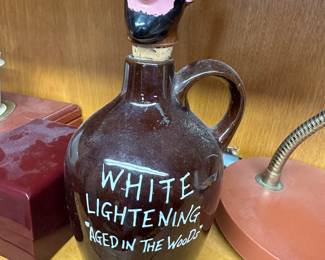 WHITE
LIGHTENING
"AGED IN THE WOODS"